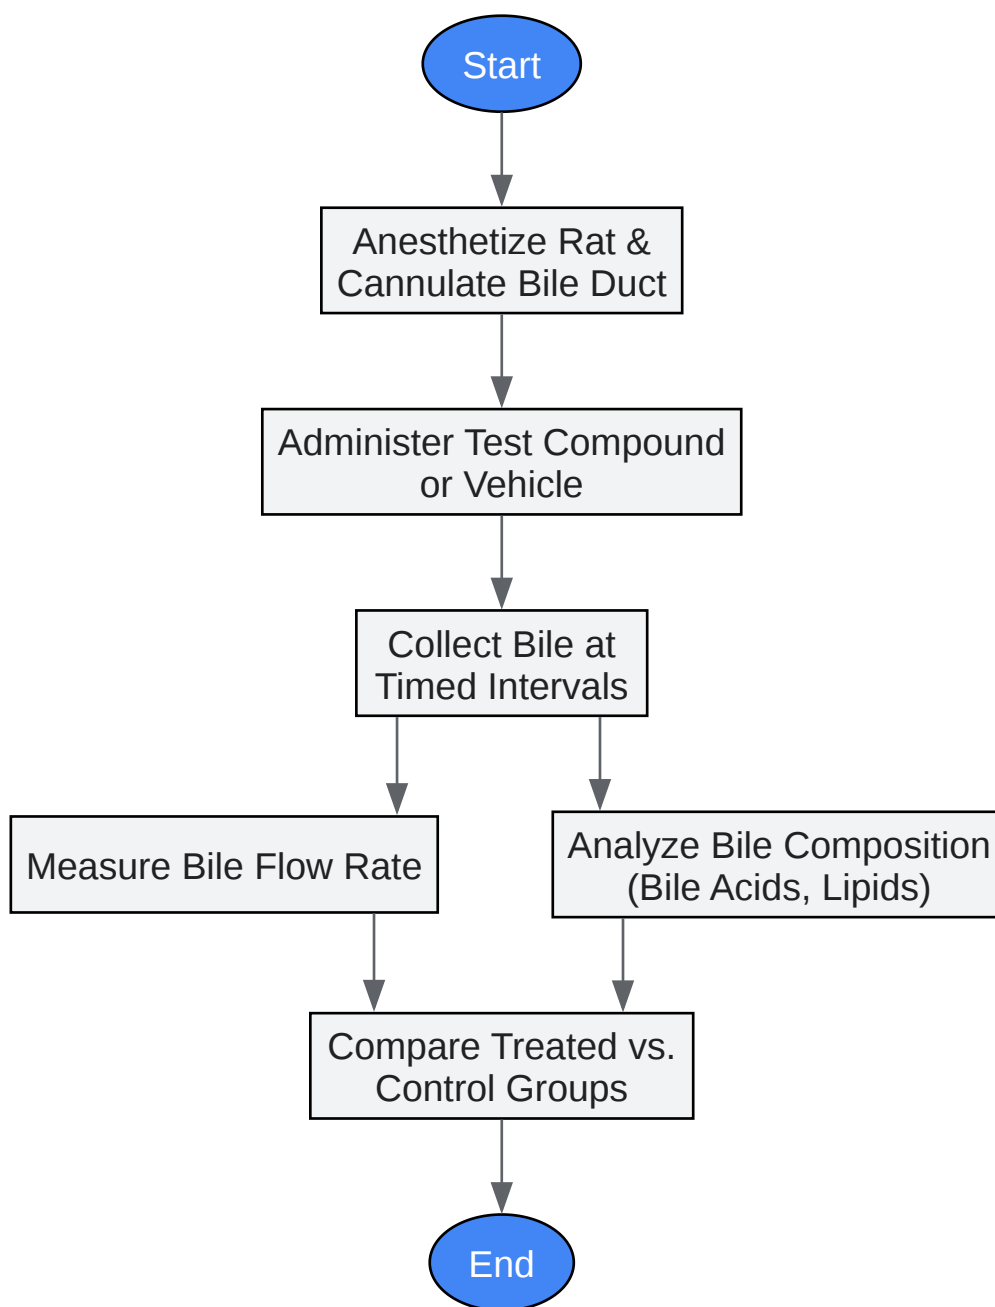 Start
Anesthetize Rat &
Cannulate Bile Duct
Administer Test Compound
or Vehicle
Collect Bile at
Timed Intervals
Measure Bile Flow Rate
Analyze Bile Composition
(Bile Acids, Lipids)
Compare Treated vs.
Control Groups
End